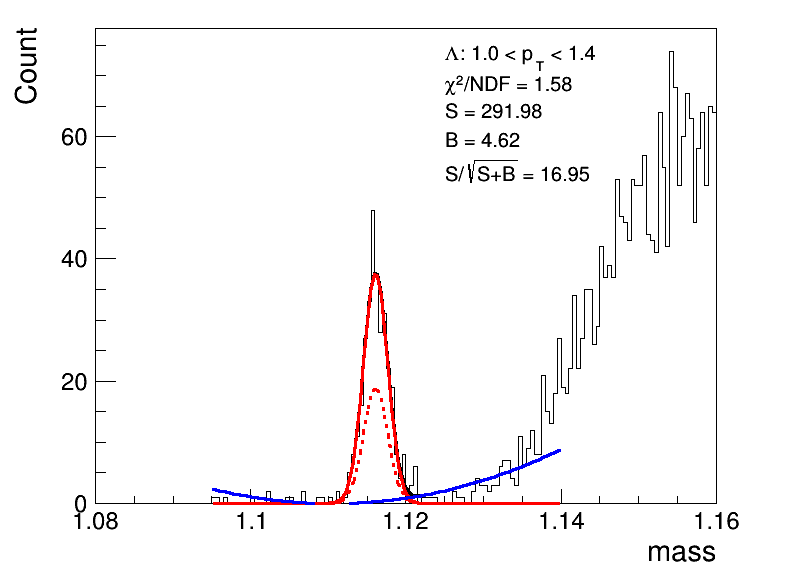 Count
Λ: 1.0 < pT < 1.4
χ²/NDF = 1.58
S = 291.98
B = 4.62
S/√S+B = 16.95
60
40
20
0
1.08 1.1 1.12 1.14 1.16
mass